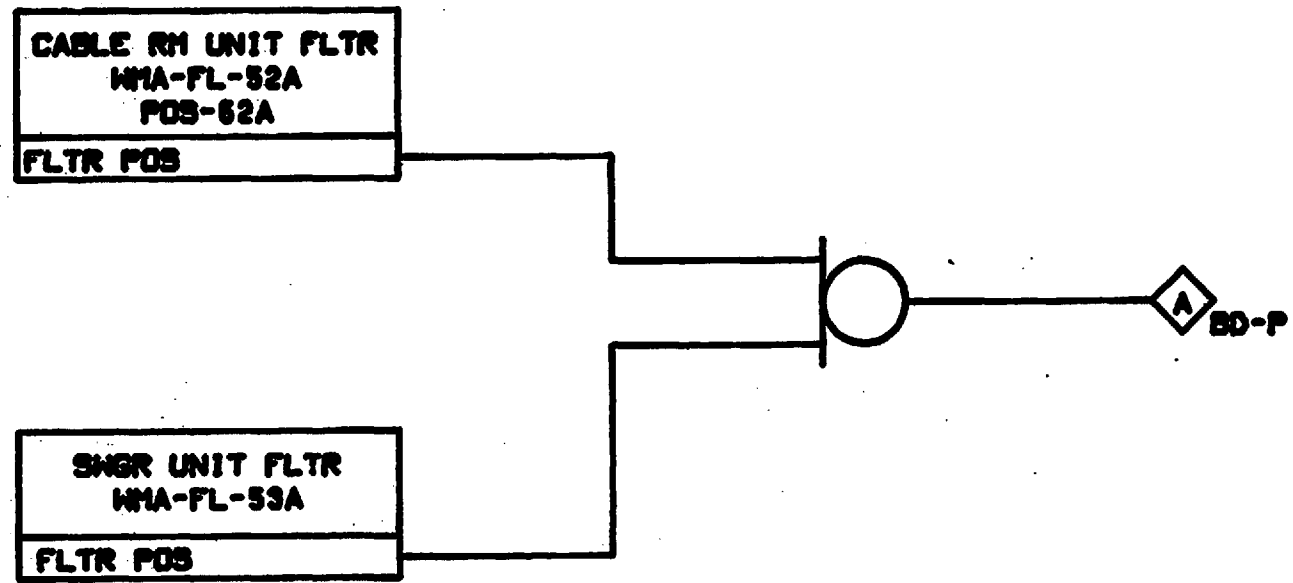 CABLE RM UNIT FLTR
WMA-FL-52A
POS-52A
FLTR POS
A
BD-P
SWGR UNIT FLTR
WMA-FL-53A
FLTR POS